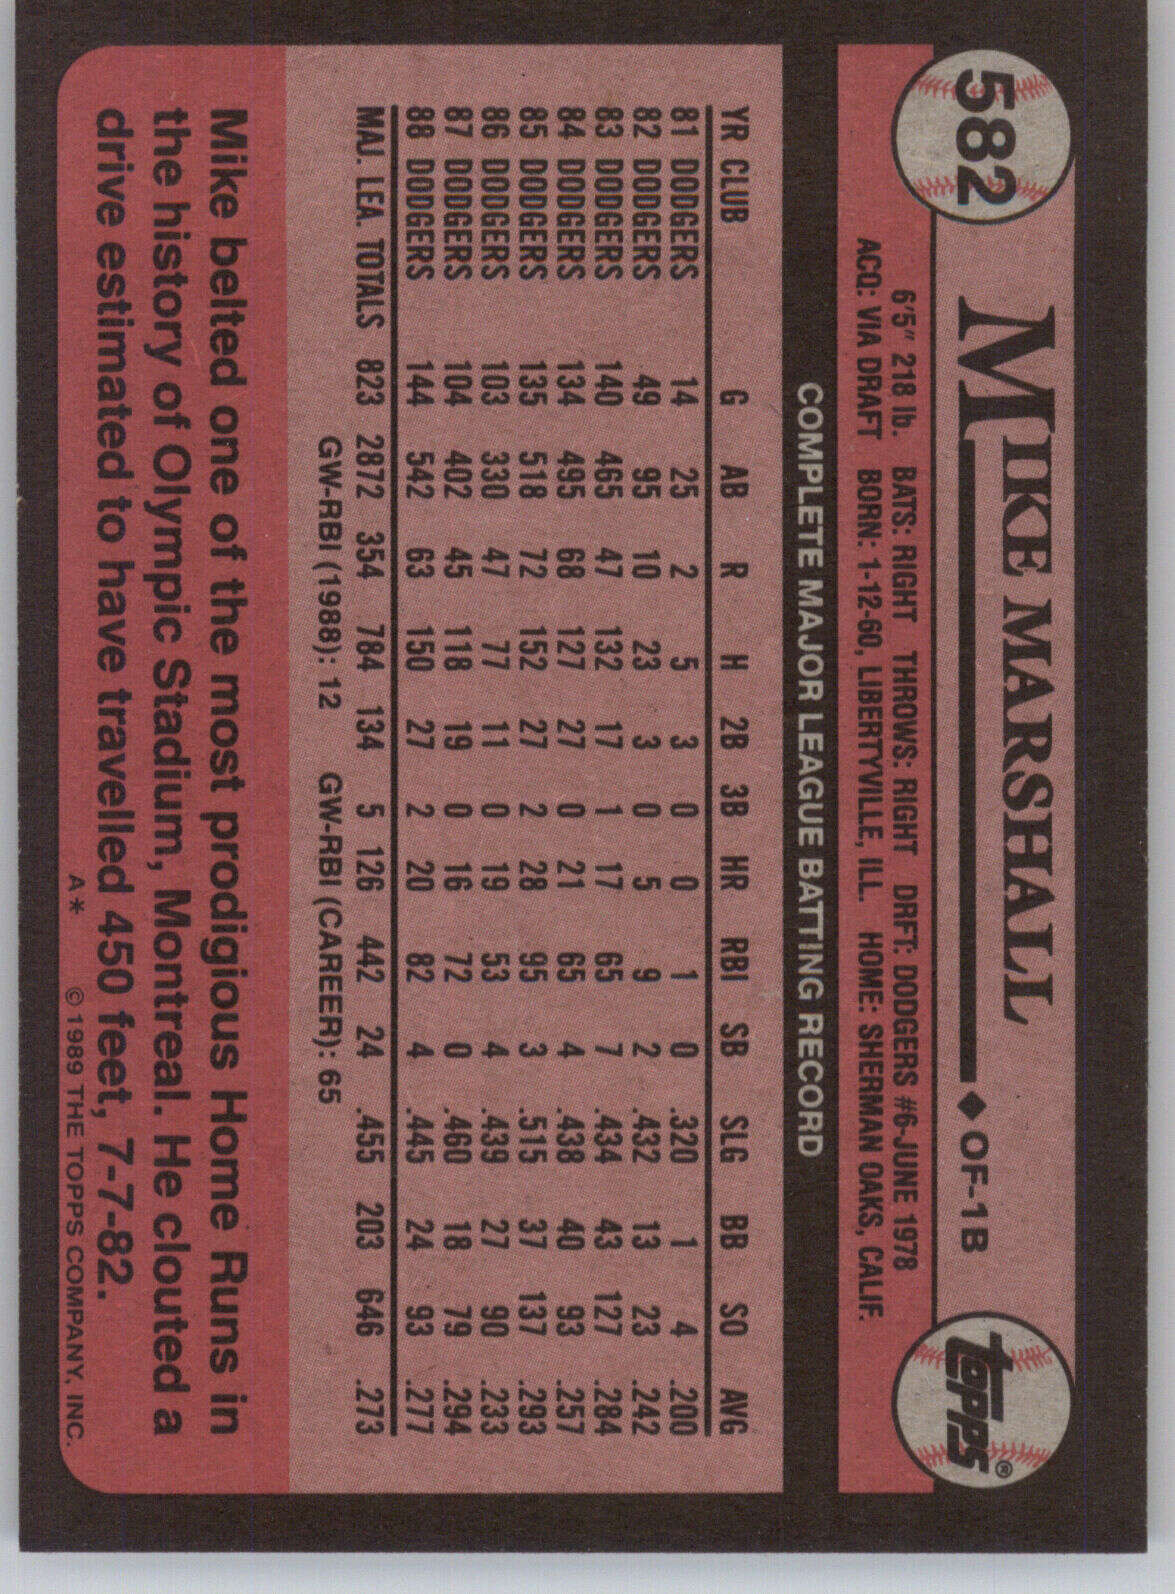 582
MIKE MARSHALL ◆OF-1B
topps®
6'5" 218 lb. BATS: RIGHT THROWS: RIGHT DRFT: DODGERS #6-JUNE 1978
ACQ: VIA DRAFT BORN: 1-12-60, LIBERTYVILLE, ILL. HOME: SHERMAN OAKS, CALIF.
COMPLETE MAJOR LEAGUE BATTING RECORD
YR CLUB G AB R H 2B 3B HR RBI SB SLG BB SO AVG
81 DODGERS 14 25 2 5 3 0 0 1 0 .320 1 4 .200
82 DODGERS 49 95 10 23 3 0 5 9 2 .432 13 23 .242
83 DODGERS 140 465 47 132 17 1 17 65 7 .434 43 127 .284
84 DODGERS 134 495 68 127 27 0 21 65 4 .438 40 93 .257
85 DODGERS 135 518 72 152 27 2 28 95 3 .515 37 137 .293
86 DODGERS 103 330 47 77 11 0 19 53 4 .439 27 90 .233
87 DODGERS 104 402 45 118 19 0 16 72 0 .460 18 79 .294
88 DODGERS 144 542 63 150 27 2 20 82 4 .445 24 93 .277
MAJ. LEA. TOTALS 823 2872 354 784 134 5 126 442 24 .455 203 646 .273
GW-RBI (1988): 12 GW-RBI (CAREER): 65
Mike belted one of the most prodigious Home Runs in
the history of Olympic Stadium, Montreal. He clouted a
drive estimated to have travelled 450 feet, 7-7-82.
A* ©1989 THE TOPPS COMPANY, INC.